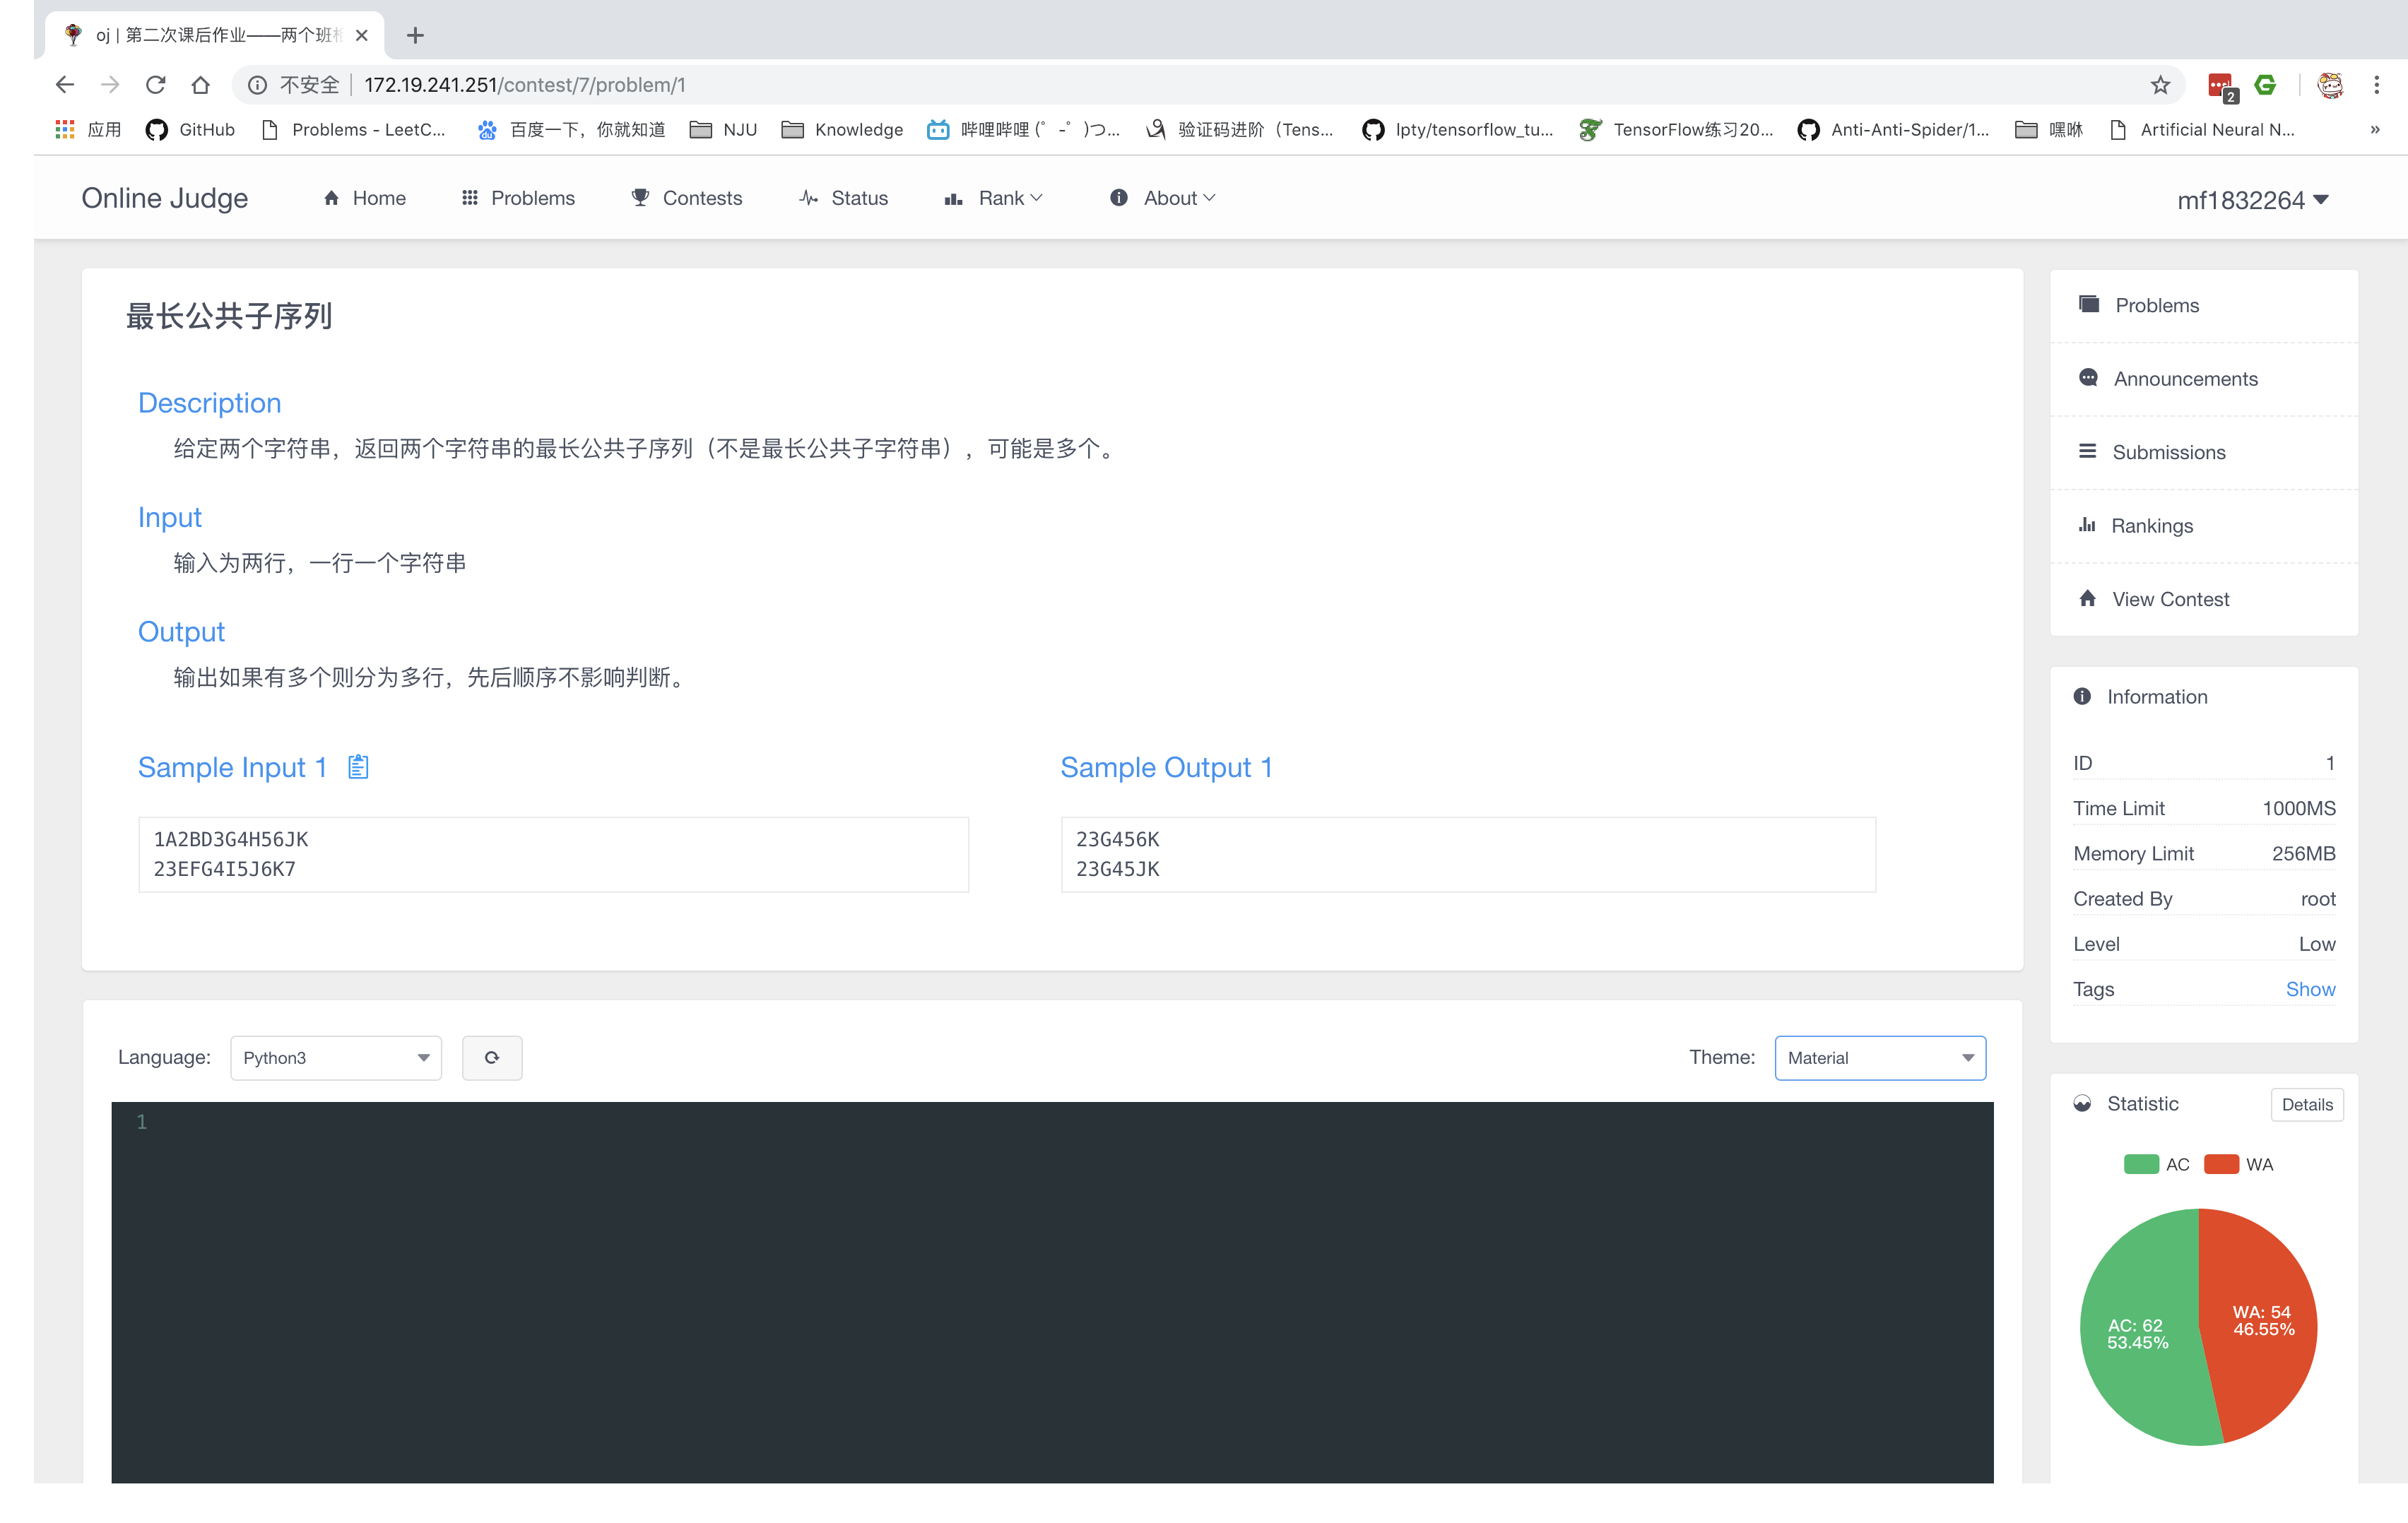 oj | 第二次课后作业——两个班
不安全 172.19.241.251/contest/7/problem/1
2
应用 GitHub Problems - LeetC... 百度一下，你就知道 NJU Knowledge 哔哩哔哩 (゜-゜)つ... 验证码进阶（Tens... lpty/tensorflow_tu... TensorFlow练习20... Anti-Anti-Spider/1... 嘿咻 Artificial Neural N... »
Online Judge Home Problems Contests Status Rank About mf1832264
最长公共子序列
Description
给定两个字符串，返回两个字符串的最长公共子序列（不是最长公共子字符串），可能是多个。
Input
输入为两行，一行一个字符串
Output
输出如果有多个则分为多行，先后顺序不影响判断。
Sample Input 1
1A2BD3G4H56JK
23EFG4I5J6K7
Sample Output 1
23G456K
23G45JK
Language: Python3
Theme: Material
1
Problems
Announcements
Submissions
Rankings
View Contest
Information
ID 1
Time Limit 1000MS
Memory Limit 256MB
Created By root
Level Low
Tags Show
Statistic Details
AC WA
WA: 54
46.55%
AC: 62
53.45%